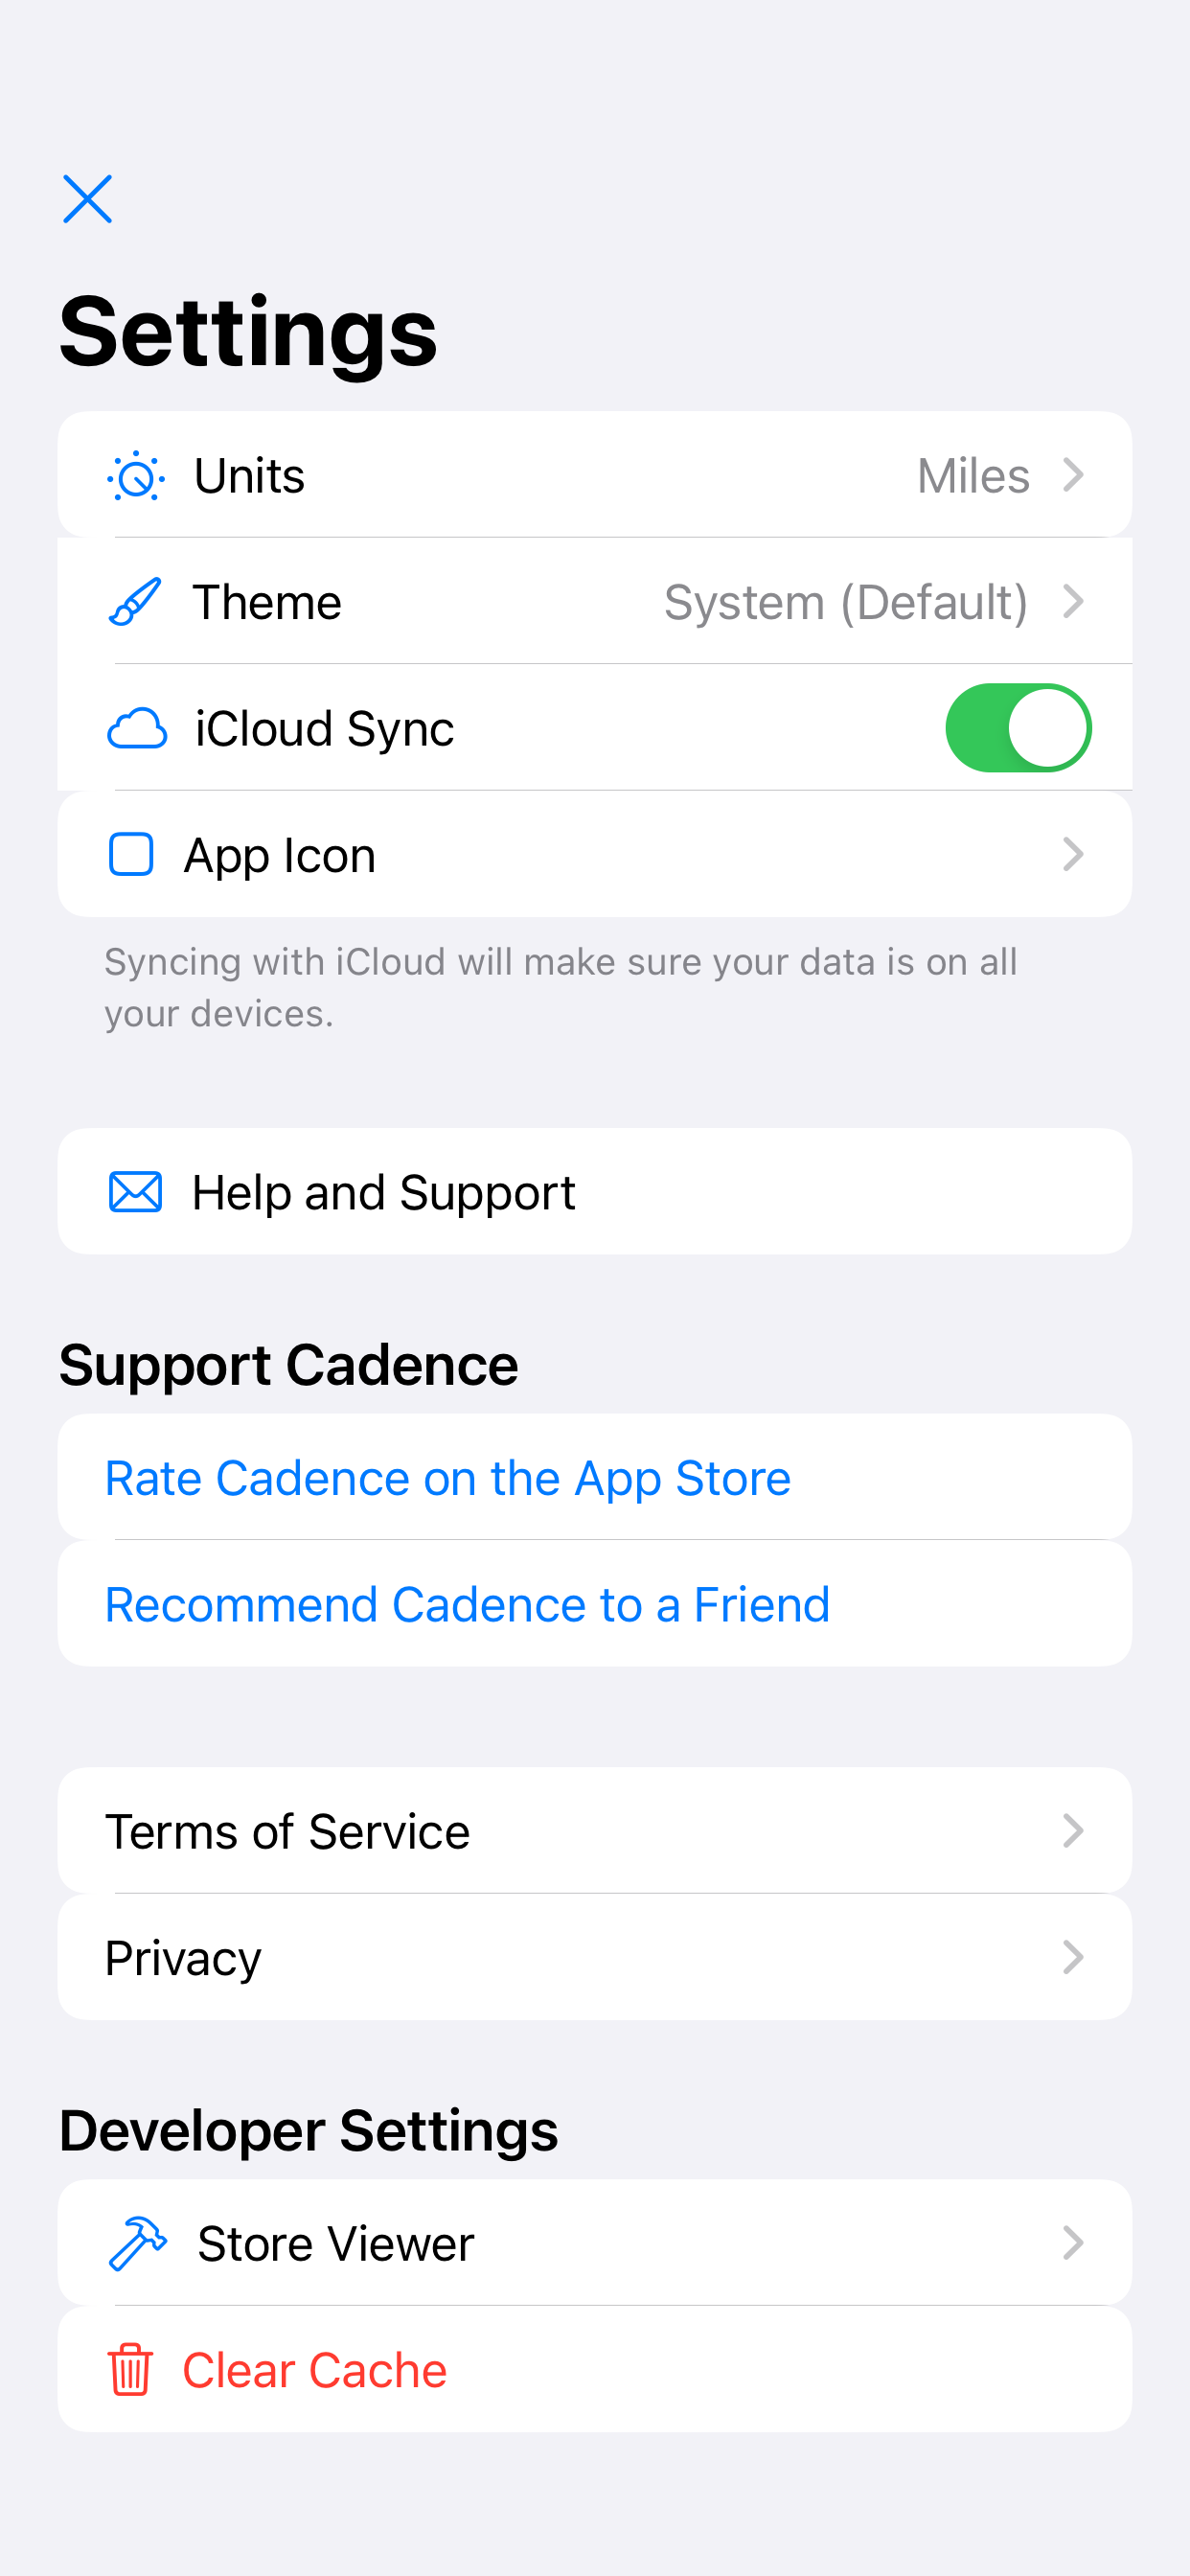 Settings
Units Miles
Theme System (Default)
iCloud Sync
App Icon
Syncing with iCloud will make sure your data is on all
your devices.
Help and Support
Support Cadence
Rate Cadence on the App Store
Recommend Cadence to a Friend
Terms of Service
Privacy
Developer Settings
Store Viewer
Clear Cache